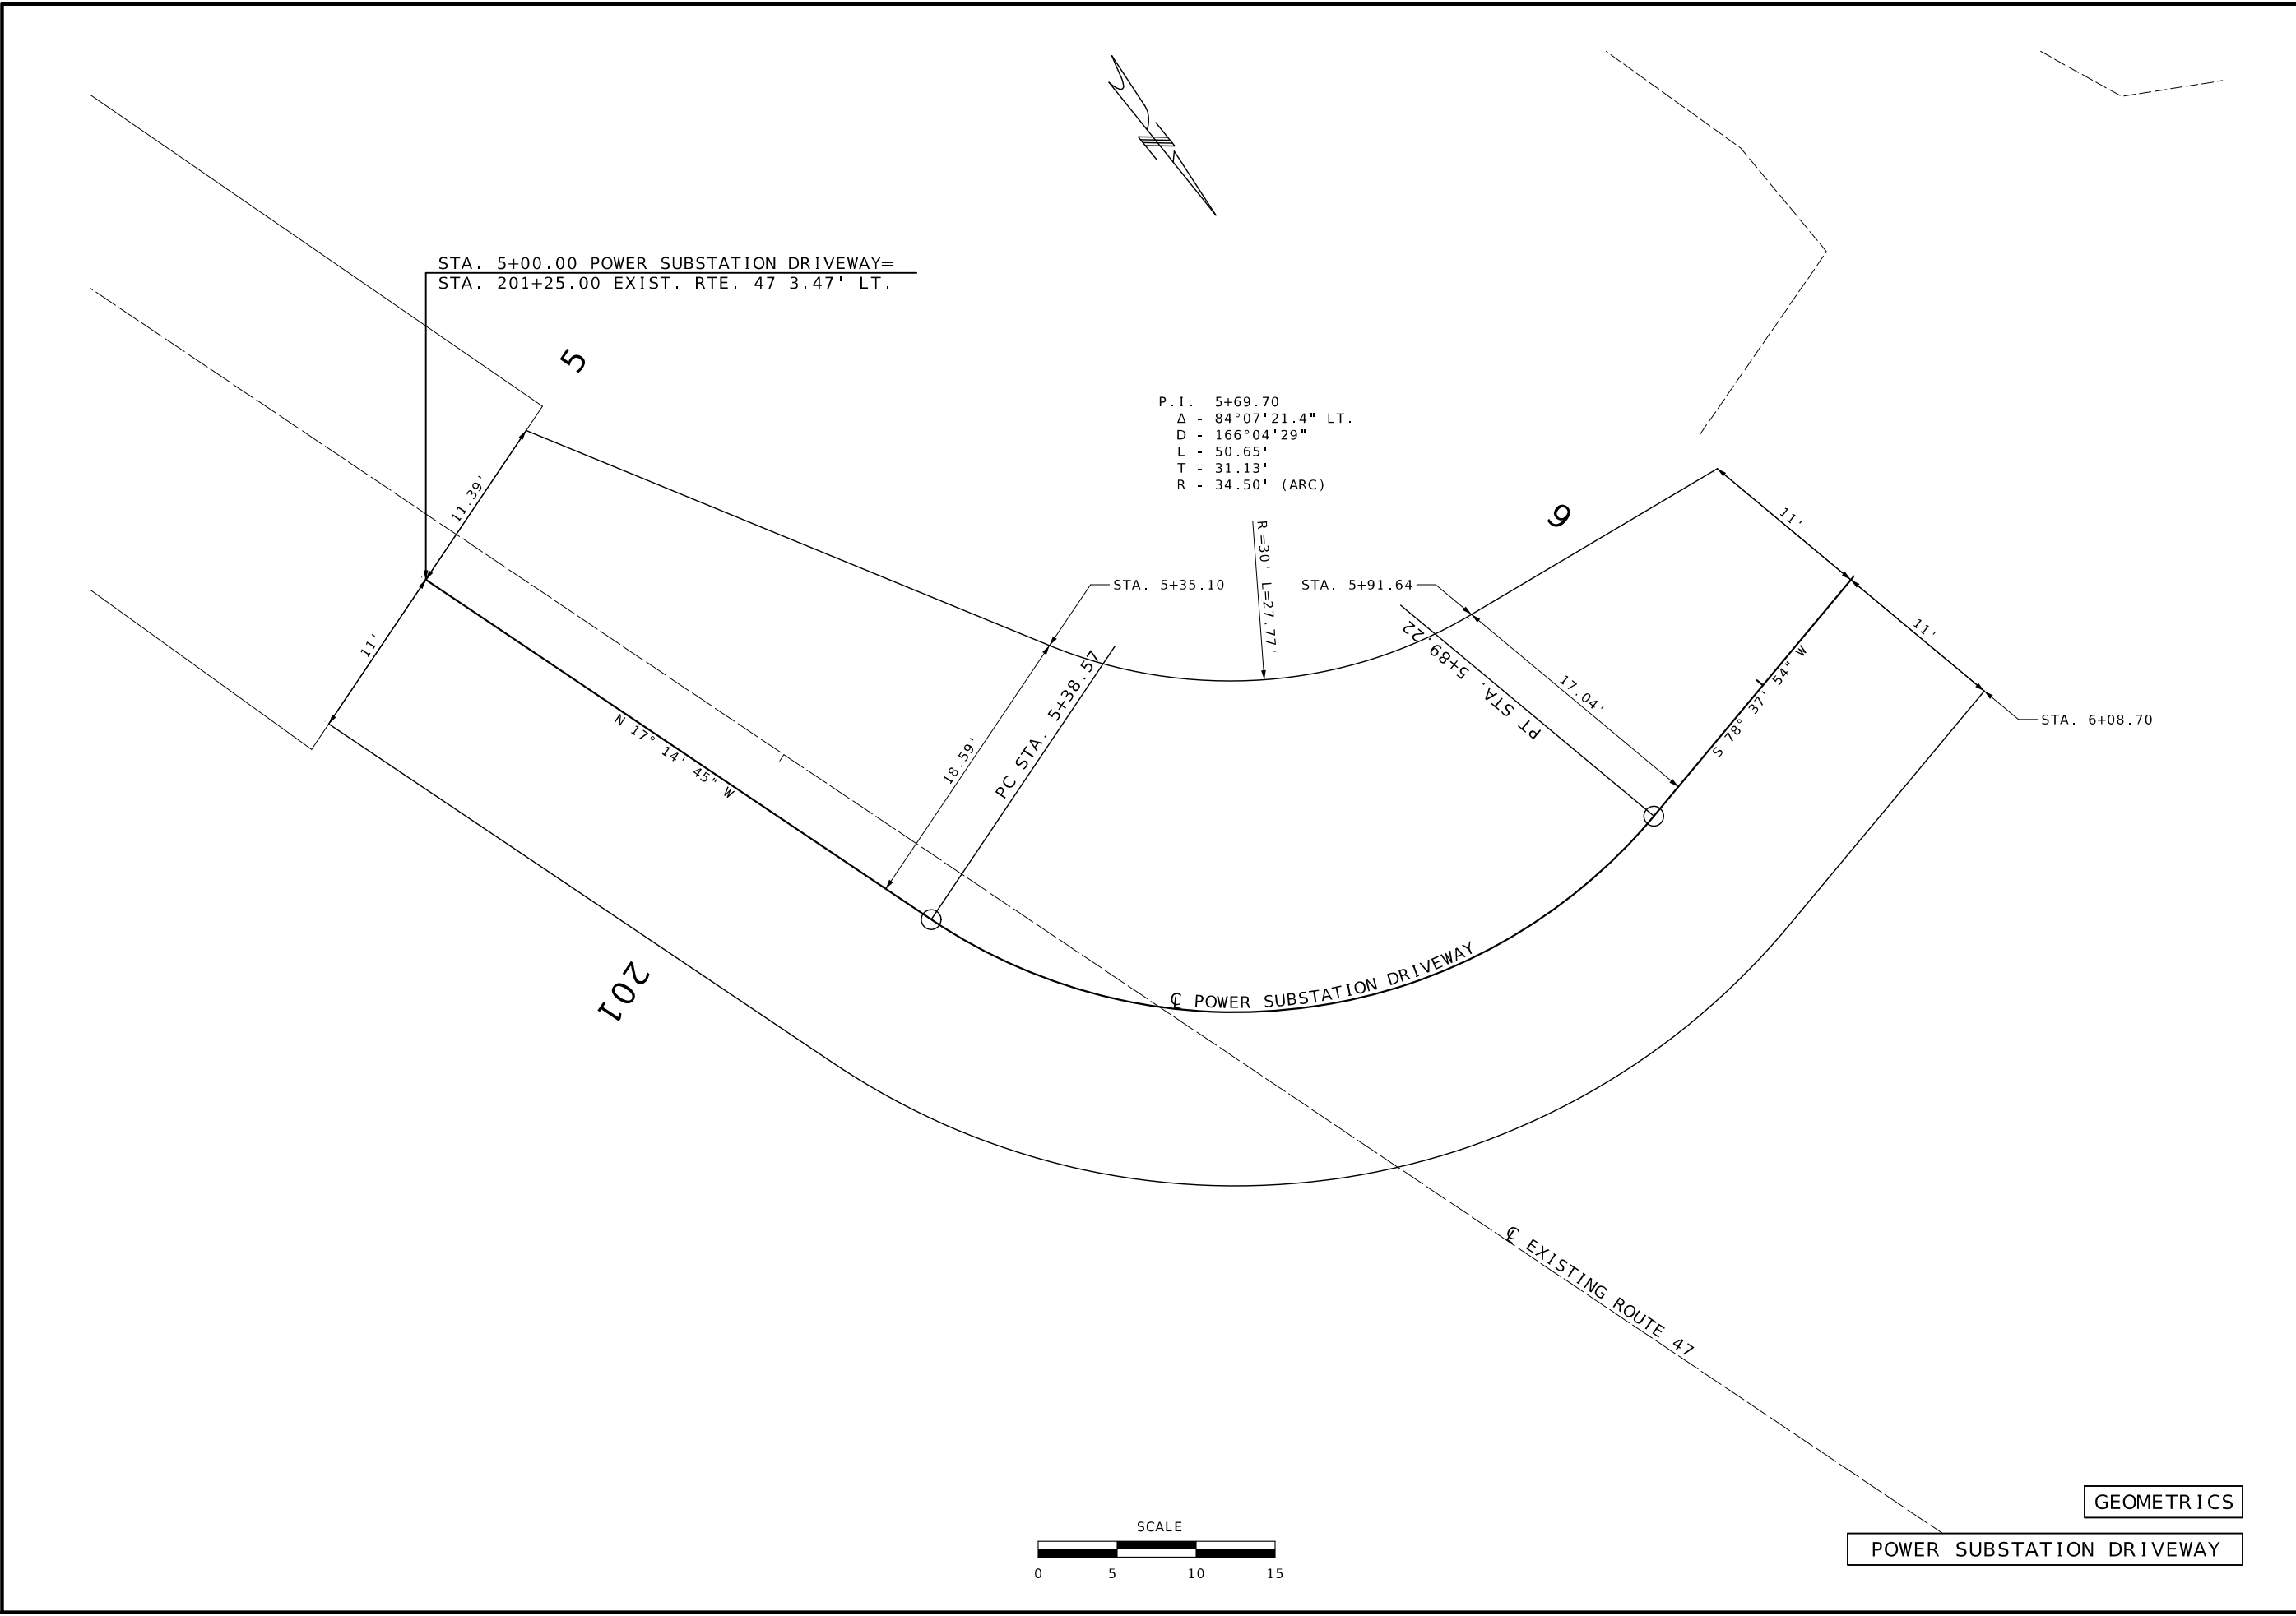 STA. 5+00.00 POWER SUBSTATION DRIVEWAY=
STA. 201+25.00 EXIST. RTE. 47 3.47' LT.
5
P.I. 5+69.70
Δ - 84°07'21.4" LT.
D - 166°04'29"
L - 50.65'
T - 31.13'
R - 34.50' (ARC)
11.39'
11'
6
11'
R=30' L=27.77'
STA. 5+35.10
STA. 5+91.64
PT STA. 5+89.22
17.04'
11'
S 78° 37' 54" W
STA. 6+08.70
N 17° 14' 45" W
18.59'
PC STA. 5+38.57
201
℄ POWER SUBSTATION DRIVEWAY
℄ EXISTING ROUTE 47
SCALE
0 5 10 15
GEOMETRICS
POWER SUBSTATION DRIVEWAY